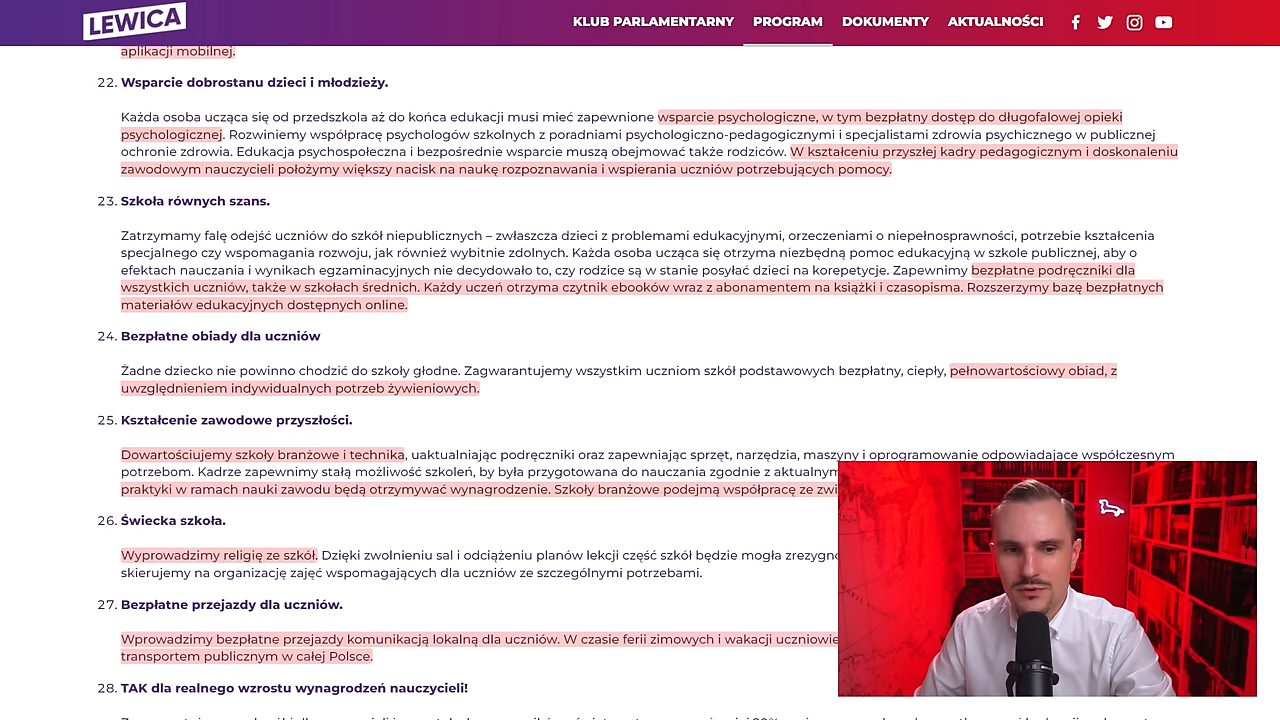 LEWICA
KLUB PARLAMENTARNY PROGRAM DOKUMENTY AKTUALNOŚCI
aplikacji mobilnej.
22. Wsparcie dobrostanu dzieci i młodzieży.
Każda osoba ucząca się od przedszkola aż do końca edukacji musi mieć zapewnione wsparcie psychologiczne, w tym bezpłatny dostęp do długofalowej opieki
psychologicznej. Rozwiniemy współpracę psychologów szkolnych z poradniami psychologiczno-pedagogicznymi i specjalistami zdrowia psychicznego w publicznej
ochronie zdrowia. Edukacja psychospołeczna i bezpośrednie wsparcie muszą obejmować także rodziców. W kształceniu przyszłej kadry pedagogicznym i doskonaleniu
zawodowym nauczycieli położymy większy nacisk na naukę rozpoznawania i wspierania uczniów potrzebujących pomocy.
23. Szkoła równych szans.
Zatrzymamy falę odejść uczniów do szkół niepublicznych – zwłaszcza dzieci z problemami edukacyjnymi, orzeczeniami o niepełnosprawności, potrzebie kształcenia
specjalnego czy wspomagania rozwoju, jak również wybitnie zdolnych. Każda osoba ucząca się otrzyma niezbędną pomoc edukacyjną w szkole publicznej, aby o
efektach nauczania i wynikach egzaminacyjnych nie decydowało to, czy rodzice są w stanie posyłać dzieci na korepetycje. Zapewnimy bezpłatne podręczniki dla
wszystkich uczniów, także w szkołach średnich. Każdy uczeń otrzyma czytnik ebooków wraz z abonamentem na książki i czasopisma. Rozszerzymy bazę bezpłatnych
materiałów edukacyjnych dostępnych online.
24. Bezpłatne obiady dla uczniów
Żadne dziecko nie powinno chodzić do szkoły głodne. Zagwarantujemy wszystkim uczniom szkół podstawowych bezpłatny, ciepły, pełnowartościowy obiad, z
uwzględnieniem indywidualnych potrzeb żywieniowych.
25. Kształcenie zawodowe przyszłości.
Dowartościujemy szkoły branżowe i technika, uaktualniając podręczniki oraz zapewniając sprzęt, narzędzia, maszyny i oprogramowanie odpowiadające współczesnym
potrzebom. Kadrze zapewnimy stałą możliwość szkoleń, by była przygotowana do nauczania zgodnie z aktualnym
praktyki w ramach nauki zawodu będą otrzymywać wynagrodzenie. Szkoły branżowe podejmą współpracę ze zwi
26. Świecka szkoła.
Wyprowadzimy religię ze szkół. Dzięki zwolnieniu sal i odciążeniu planów lekcji część szkół będzie mogła zrezygno
skierujemy na organizację zajęć wspomagających dla uczniów ze szczególnymi potrzebami.
27. Bezpłatne przejazdy dla uczniów.
Wprowadzimy bezpłatne przejazdy komunikacją lokalną dla uczniów. W czasie ferii zimowych i wakacji uczniowie
transportem publicznym w całej Polsce.
28. TAK dla realnego wzrostu wynagrodzeń nauczycieli!